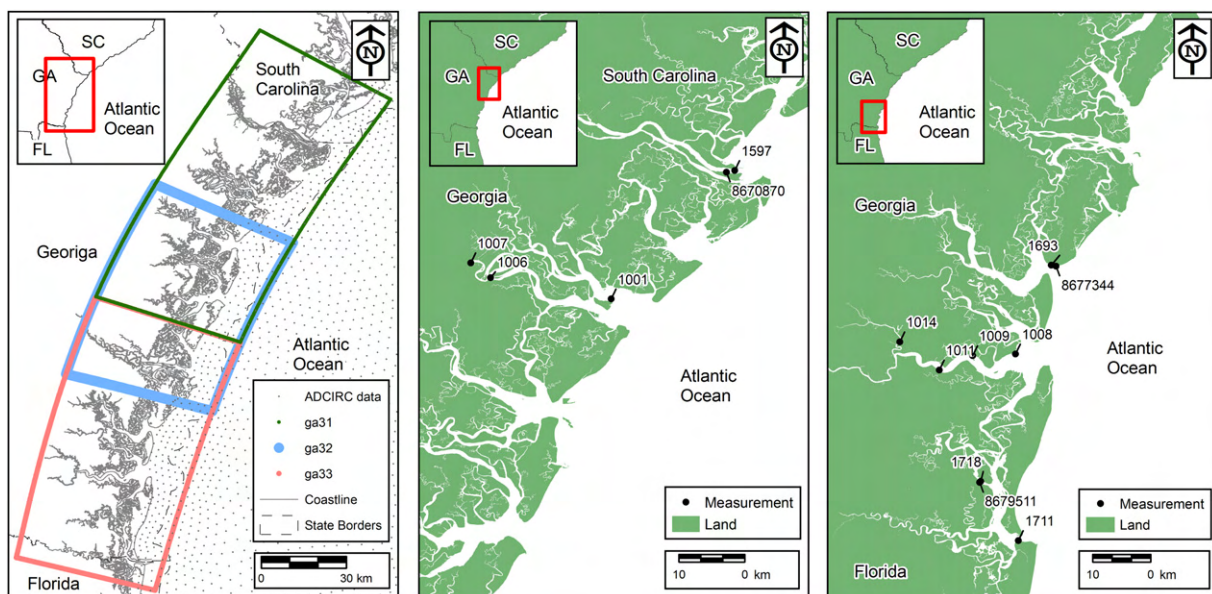 SC
GA
Atlantic
Ocean
FL
N
South
Carolina
Georiga
Atlantic
Ocean
ADCIRC data
ga31
ga32
ga33
Coastline
State Borders
0 30 km
Florida
SC
GA
Atlantic
Ocean
FL
N
South Carolina
1597
8670870
Georgia
1007
1006
1001
Atlantic
Ocean
Measurement
Land
10 0 km
SC
GA
Atlantic
Ocean
FL
N
Georgia
1693
8677344
1014
1009
1008
1011
Atlantic
Ocean
1718
8679511
1711
Measurement
Land
10 0 km
Florida